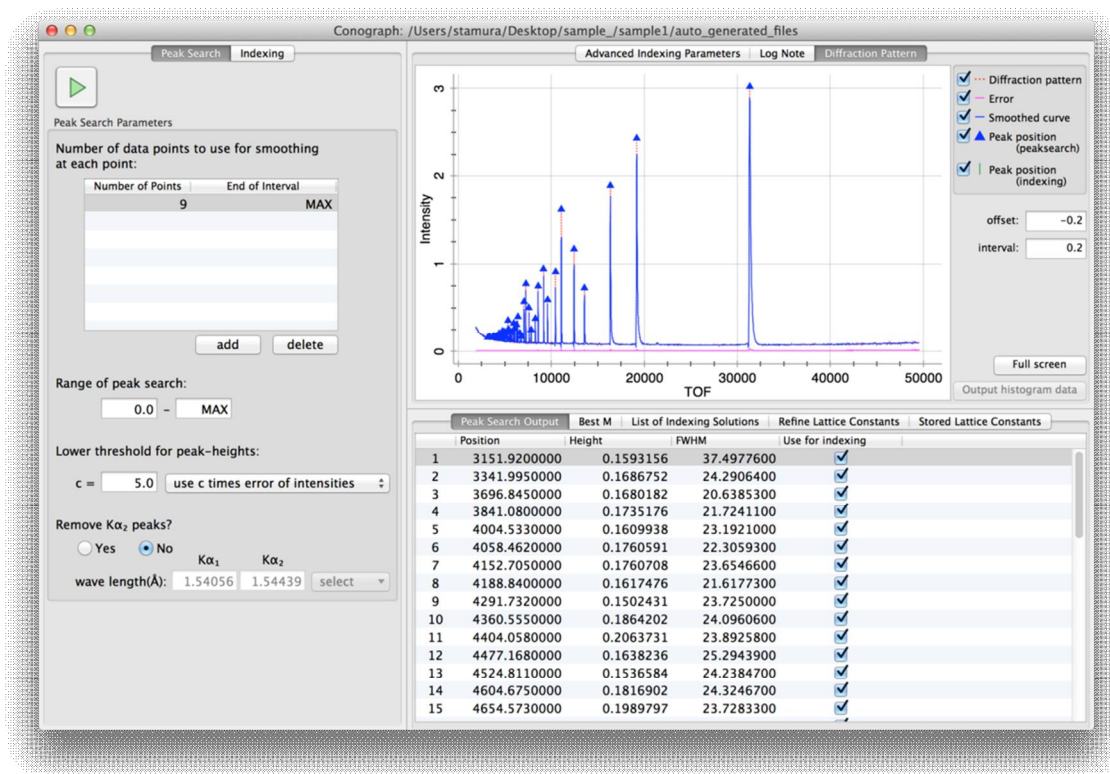 Conograph: /Users/stamura/Desktop/sample_/sample1/auto_generated_files
Peak Search Indexing
Peak Search Parameters
Number of data points to use for smoothing
at each point:
Number of Points End of Interval
9 MAX
add delete
Range of peak search:
0.0 – MAX
Lower threshold for peak-heights:
c = 5.0 use c times error of intensities
Remove Kα₂ peaks?
Yes No
Kα₁ Kα₂
wave length(Å): 1.54056 1.54439 select
Advanced Indexing Parameters Log Note Diffraction Pattern
3
2
1
0
Intensity
0 10000 20000 30000 40000 50000
TOF
Diffraction pattern
Error
Smoothed curve
Peak position
(peaksearch)
Peak position
(indexing)
offset: -0.2
interval: 0.2
Full screen
Output histogram data
Peak Search Output Best M List of Indexing Solutions Refine Lattice Constants Stored Lattice Constants
Position Height FWHM Use for indexing
1 3151.9200000 0.1593156 37.4977600
2 3341.9950000 0.1686752 24.2906400
3 3696.8450000 0.1680182 20.6385300
4 3841.0800000 0.1735176 21.7241100
5 4004.5330000 0.1609938 23.1921000
6 4058.4620000 0.1760591 22.3059300
7 4152.7050000 0.1760708 23.6546600
8 4188.8400000 0.1617476 21.6177300
9 4291.7320000 0.1502431 23.7250000
10 4360.5550000 0.1864202 24.0960600
11 4404.0580000 0.2063731 23.8925800
12 4477.1680000 0.1638236 25.2943900
13 4524.8110000 0.1536584 24.2384700
14 4604.6750000 0.1816902 24.3246700
15 4654.5730000 0.1989797 23.7283300